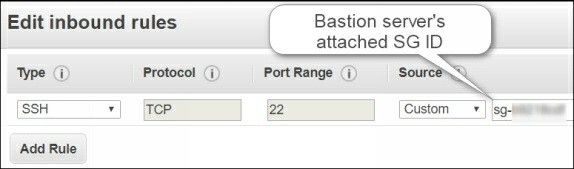 Edit inbound rules
Bastion server's
attached SG ID
Type i Protocol i Port Range i Source i
SSH TCP 22 Custom sg-
Add Rule